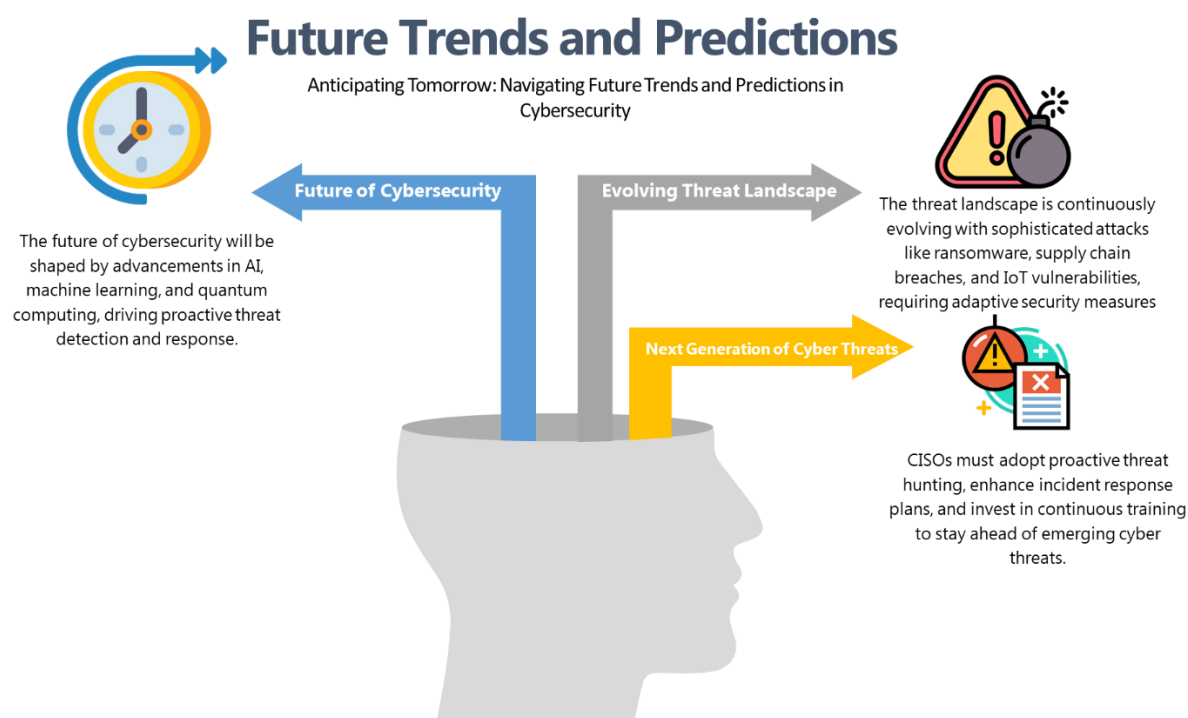 Future Trends and Predictions
Anticipating Tomorrow: Navigating Future Trends and Predictions in
Cybersecurity
Future of Cybersecurity
The future of cybersecurity will be
shaped by advancements in AI,
machine learning, and quantum
computing, driving proactive threat
detection and response.
Evolving Threat Landscape
The threat landscape is continuously
evolving with sophisticated attacks
like ransomware, supply chain
breaches, and IoT vulnerabilities,
requiring adaptive security measures
Next Generation of Cyber Threats
CISOs must adopt proactive threat
hunting, enhance incident response
plans, and invest in continuous training
to stay ahead of emerging cyber
threats.